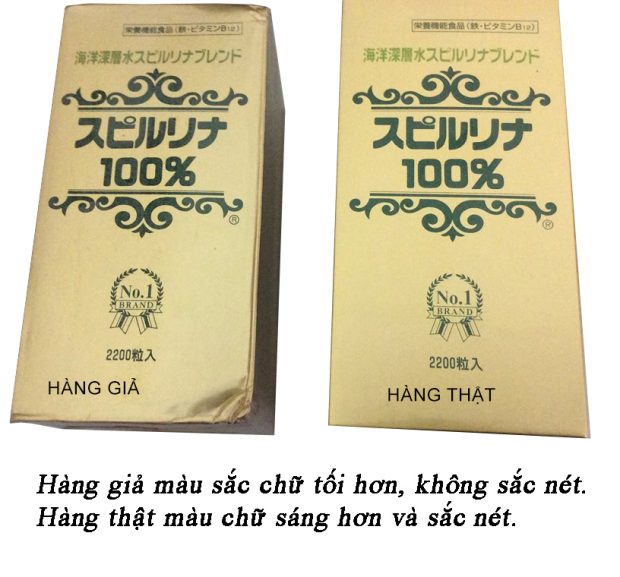 栄養機能食品(鉄・ビタミンB12)
海洋深層水スピルリナブレンド
スピルリナ
100%
®
No.1
BRAND
2200粒入
HÀNG GIẢ
栄養機能食品(鉄・ビタミンB12)
海洋深層水スピルリナブレンド
スピルリナ
100%
®
No.1
BRAND
2200粒入
HÀNG THẬT
Hàng giả màu sắc chữ tối hơn, không sắc nét.
Hàng thật màu chữ sáng hơn và sắc nét.